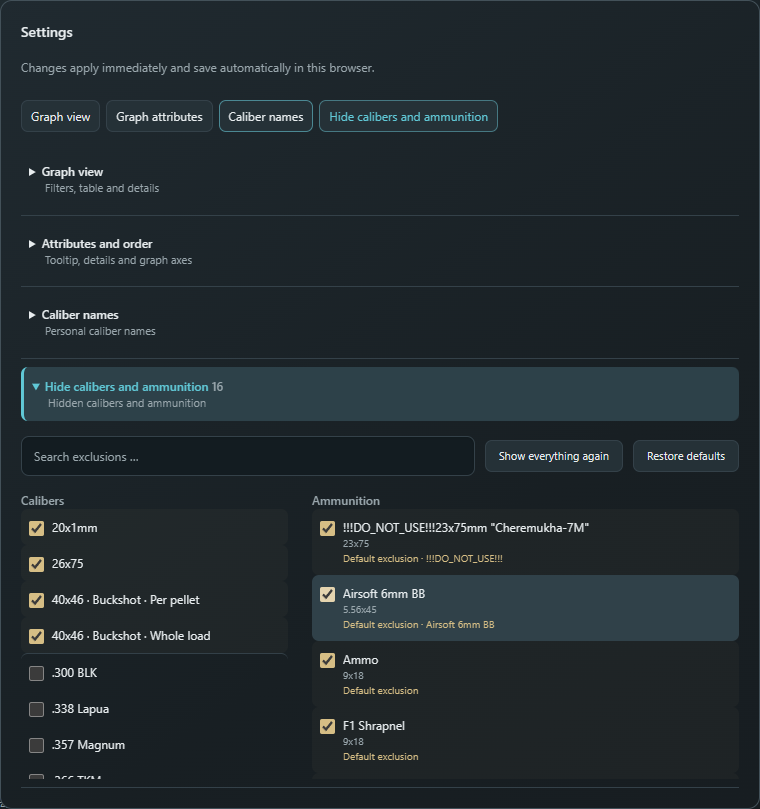 Settings
Changes apply immediately and save automatically in this browser.
Graph view
Graph attributes
Caliber names
Hide calibers and ammunition
Graph view
Filters, table and details
Attributes and order
Tooltip, details and graph axes
Caliber names
Personal caliber names
Hide calibers and ammunition 16
Hidden calibers and ammunition
Search exclusions ...
Show everything again
Restore defaults
Calibers
20x1mm
26x75
40x46 · Buckshot · Per pellet
40x46 · Buckshot · Whole load
.300 BLK
.338 Lapua
.357 Magnum
Ammunition
!!!DO_NOT_USE!!!23x75mm "Cheremukha-7M"
23x75
Default exclusion · !!!DO_NOT_USE!!!
Airsoft 6mm BB
5.56x45
Default exclusion · Airsoft 6mm BB
Ammo
9x18
Default exclusion
F1 Shrapnel
9x18
Default exclusion